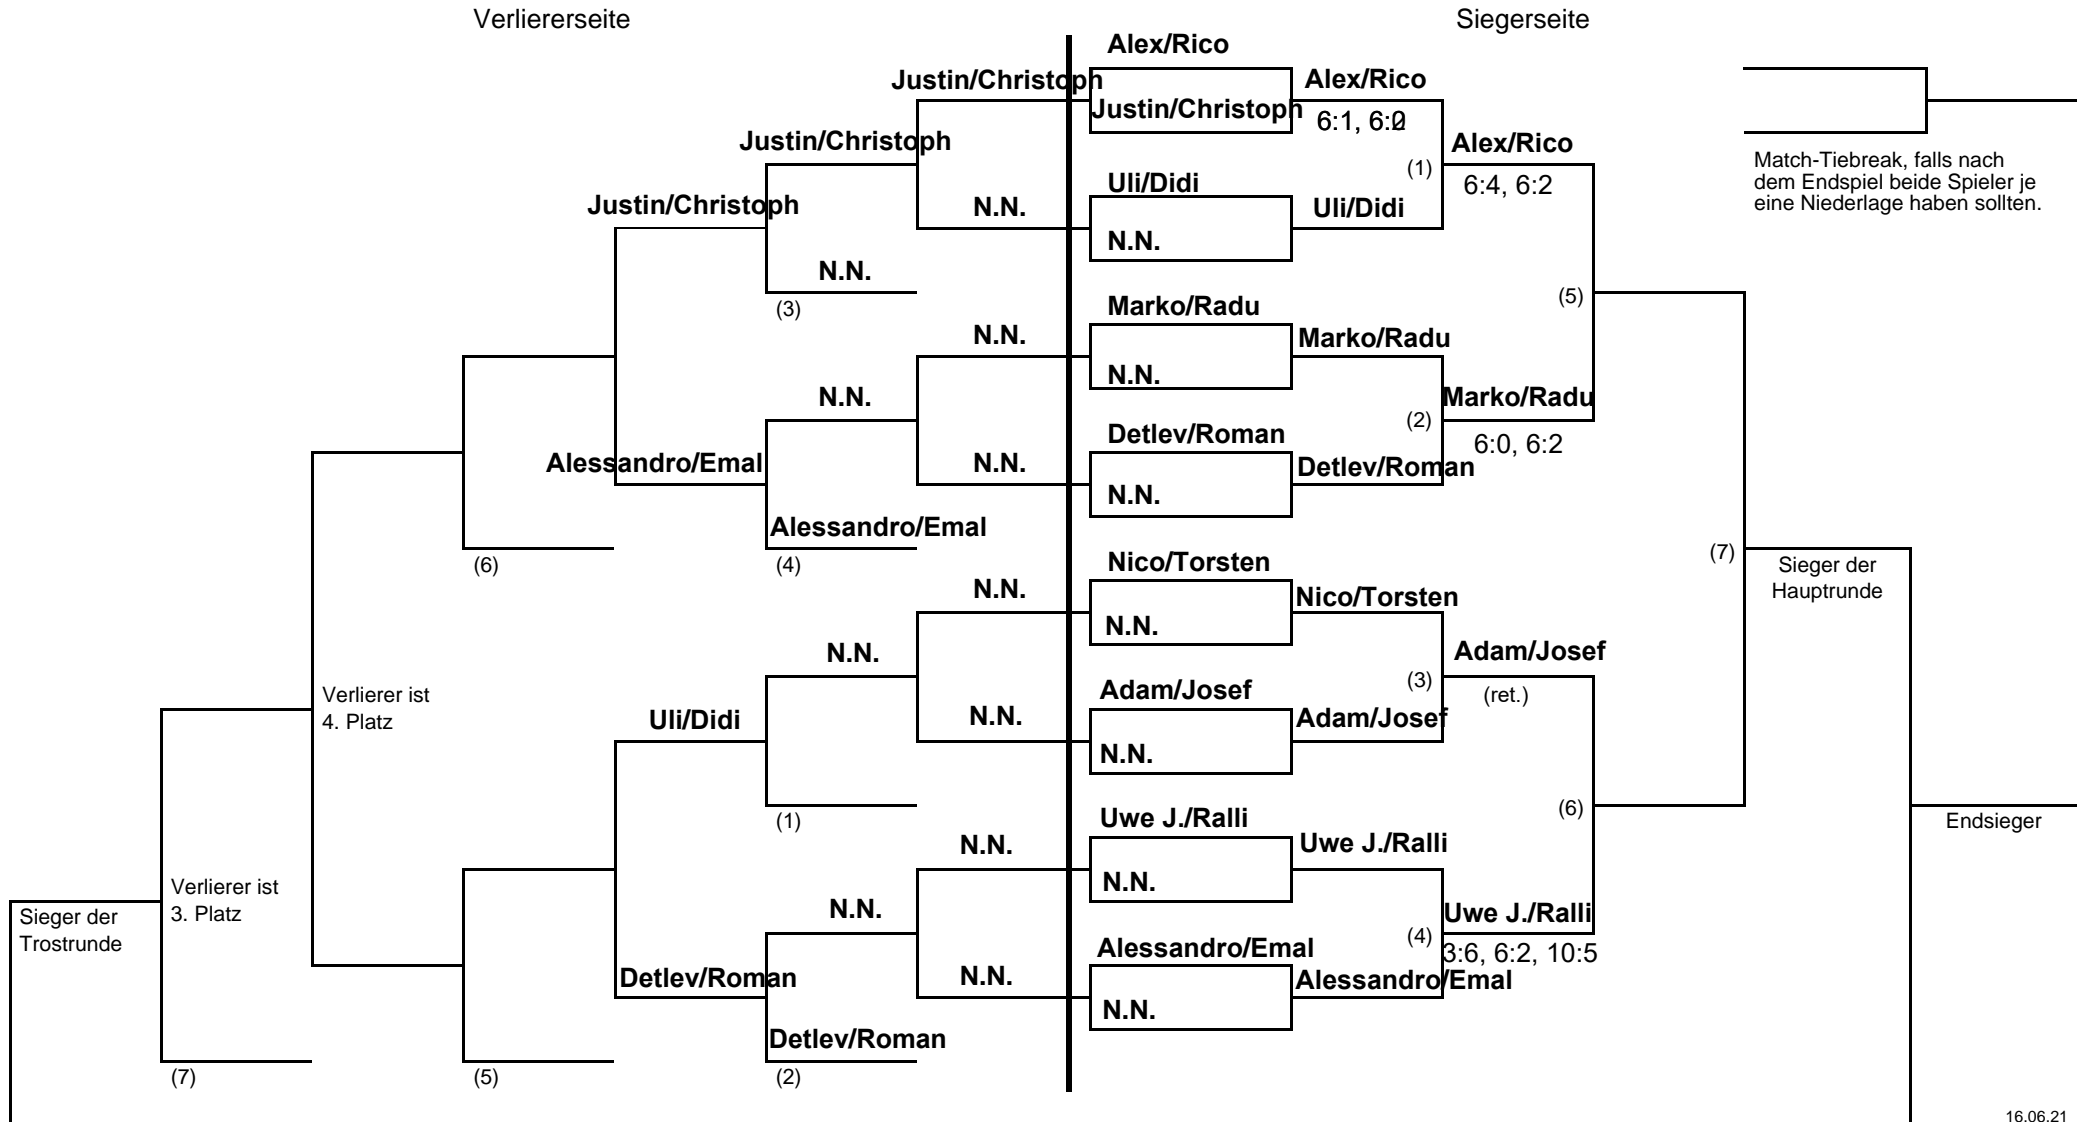 Verliererseite
Siegerseite
Alex/Rico
Justin/Christoph
Alex/Rico
Justin/Christoph
6:1, 6:
Justin/Christoph
Alex/Rico
(1)
6:4, 6:2
Match-Tiebreak, falls nach
dem Endspiel beide Spieler je
eine Niederlage haben sollten.
Uli/Didi
Justin/Christoph
N.N.
Uli/Didi
N.N.
N.N.
(3)
(5)
Marko/Radu
N.N.
Marko/Radu
N.N.
N.N.
Marko/Radu
(2)
6:0, 6:2
Detlev/Roman
Alessandro/Emal
N.N.
Detlev/Roman
N.N.
Alessandro/Emal
(6)
(4)
(7)
Sieger der
Hauptrunde
Nico/Torsten
N.N.
Nico/Torsten
N.N.
N.N.
Adam/Josef
(3)
(ret.)
Verlierer ist
4. Platz
Adam/Josef
Uli/Didi
N.N.
Adam/Josef
N.N.
(1)
(6)
Uwe J./Ralli
N.N.
Uwe J./Ralli
Endsieger
Verlierer ist
3. Platz
N.N.
N.N.
Uwe J./Ralli
Sieger der
Trostrunde
(4)
3:6, 6:2, 10:5
Alessandro/Emal
Detlev/Roman
N.N.
Alessandro/Emal
N.N.
Detlev/Roman
(7)
(5)
(2)
16.06.21